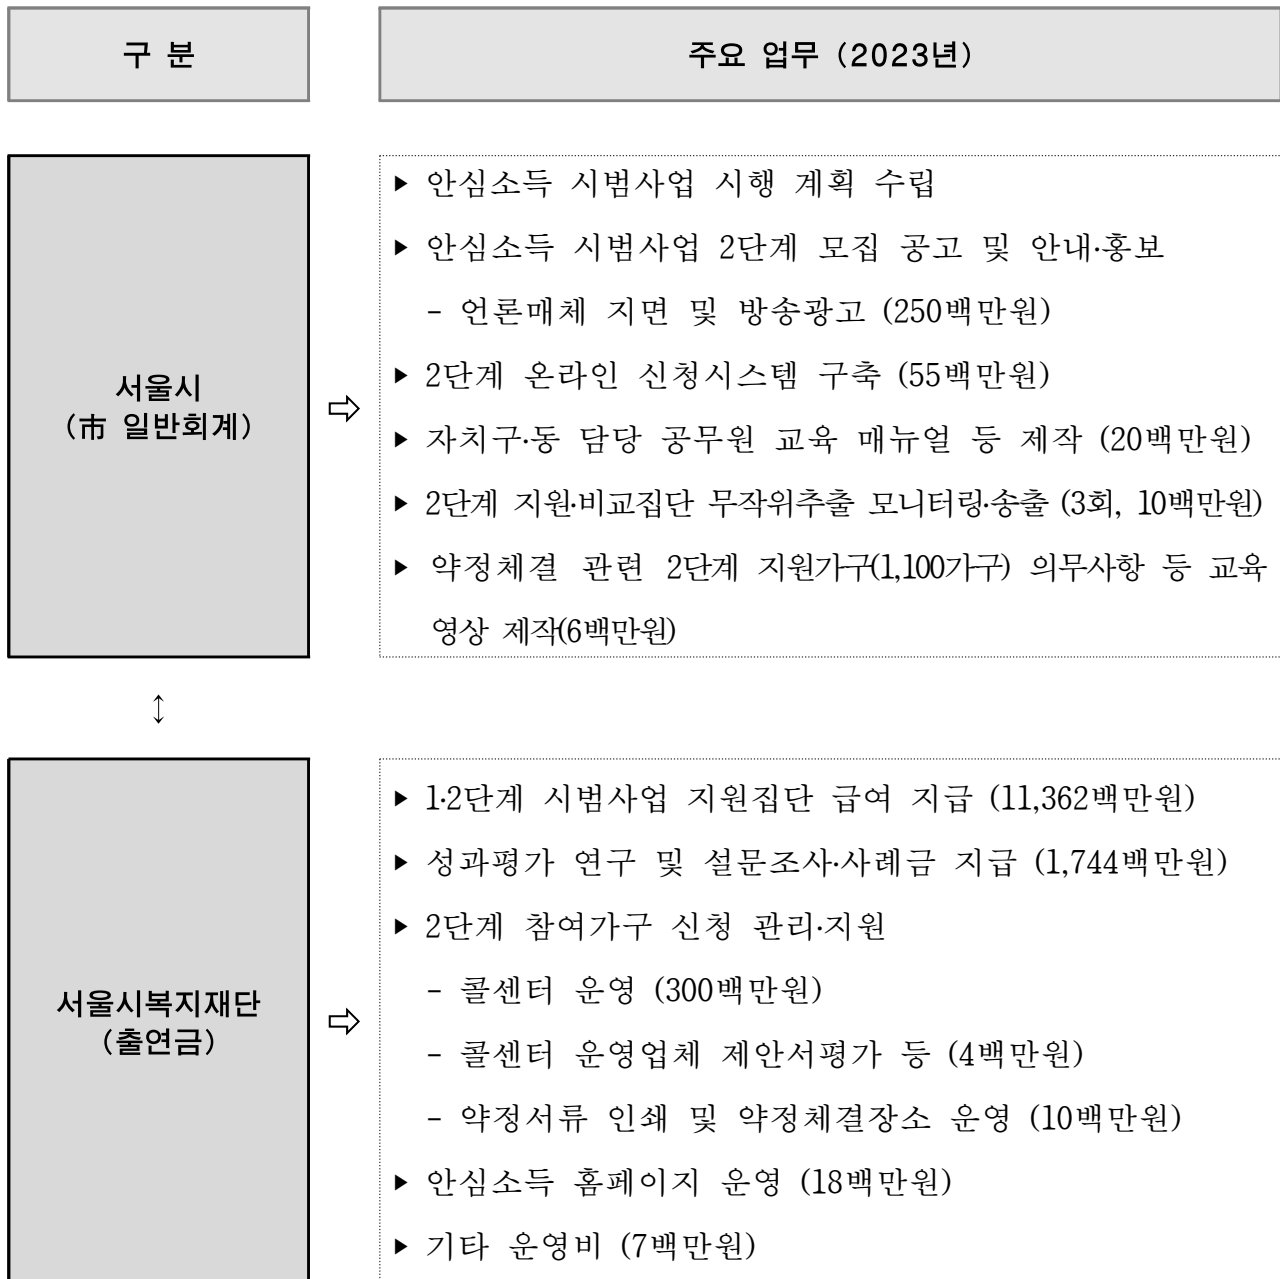 구 분
주요 업무 (2023년)
서울시
(市 일반회계)
⇨
▶ 안심소득 시범사업 시행 계획 수립
▶ 안심소득 시범사업 2단계 모집 공고 및 안내·홍보
- 언론매체 지면 및 방송광고 (250백만원)
▶ 2단계 온라인 신청시스템 구축 (55백만원)
▶ 자치구·동 담당 공무원 교육 매뉴얼 등 제작 (20백만원)
▶ 2단계 지원·비교집단 무작위추출 모니터링·송출 (3회, 10백만원)
▶ 약정체결 관련 2단계 지원가구(1,100가구) 의무사항 등 교육
영상 제작(6백만원)
↕
서울시복지재단
(출연금)
⇨
▶ 1·2단계 시범사업 지원집단 급여 지급 (11,362백만원)
▶ 성과평가 연구 및 설문조사·사례금 지급 (1,744백만원)
▶ 2단계 참여가구 신청 관리·지원
- 콜센터 운영 (300백만원)
- 콜센터 운영업체 제안서평가 등 (4백만원)
- 약정서류 인쇄 및 약정체결장소 운영 (10백만원)
▶ 안심소득 홈페이지 운영 (18백만원)
▶ 기타 운영비 (7백만원)